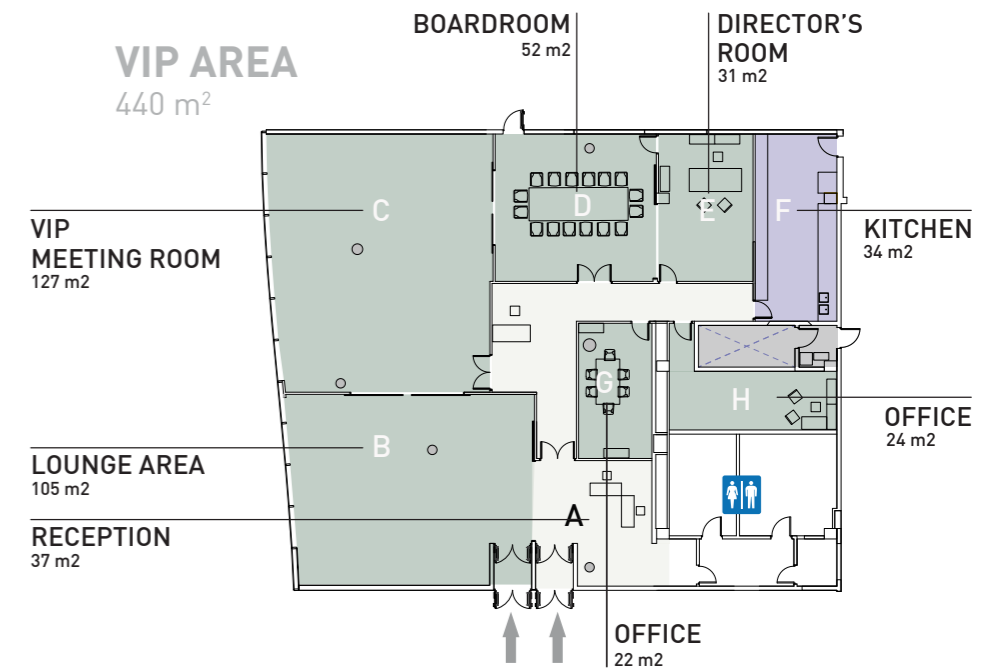 BOARDROOM
52 m2
DIRECTOR'S
ROOM
31 m2
VIP AREA
440 m²
C
D
E
F
VIP
MEETING ROOM
127 m2
KITCHEN
34 m2
G
H
OFFICE
24 m2
B
LOUNGE AREA
105 m2
A
RECEPTION
37 m2
OFFICE
22 m2